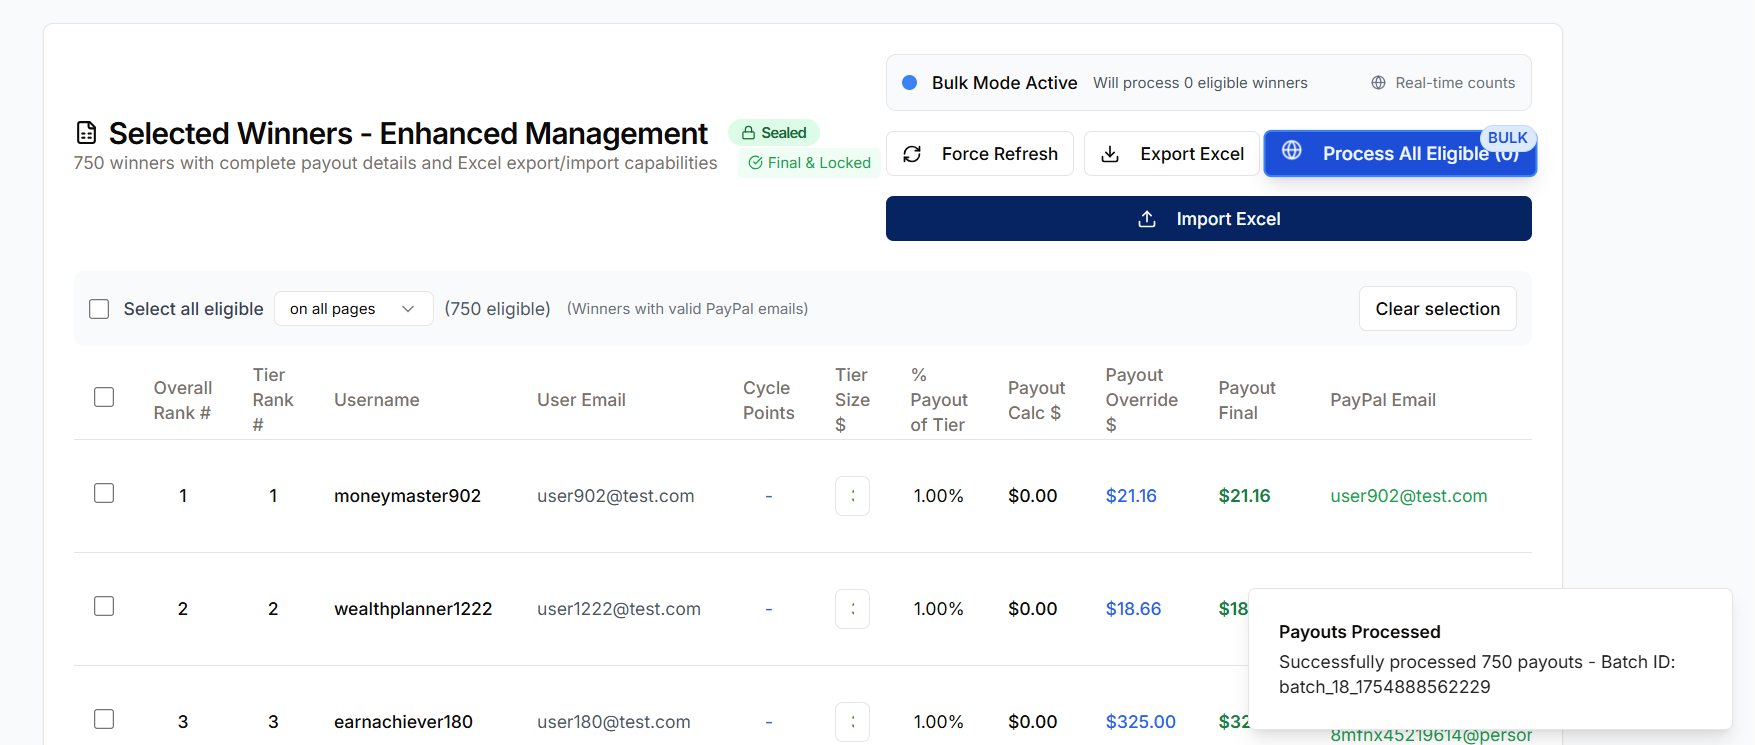 Bulk Mode Active Will process 0 eligible winners Real-time counts
Selected Winners - Enhanced Management
Sealed
750 winners with complete payout details and Excel export/import capabilities
Final & Locked
Force Refresh
Export Excel
Process All Eligible (0)
BULK
Import Excel
Select all eligible on all pages (750 eligible) (Winners with valid PayPal emails) Clear selection
Overall Rank # Tier Rank # Username User Email Cycle Points Tier Size $ % Payout of Tier Payout Calc $ Payout Override $ Payout Final PayPal Email
1 1 moneymaster902 user902@test.com - 1.00% $0.00 $21.16 $21.16 user902@test.com
2 2 wealthplanner1222 user1222@test.com - 1.00% $0.00 $18.66 $18
3 3 earnachiever180 user180@test.com - 1.00% $0.00 $325.00 $32
8mfnx45219614@person
Payouts Processed
Successfully processed 750 payouts - Batch ID:
batch_18_1754888562229